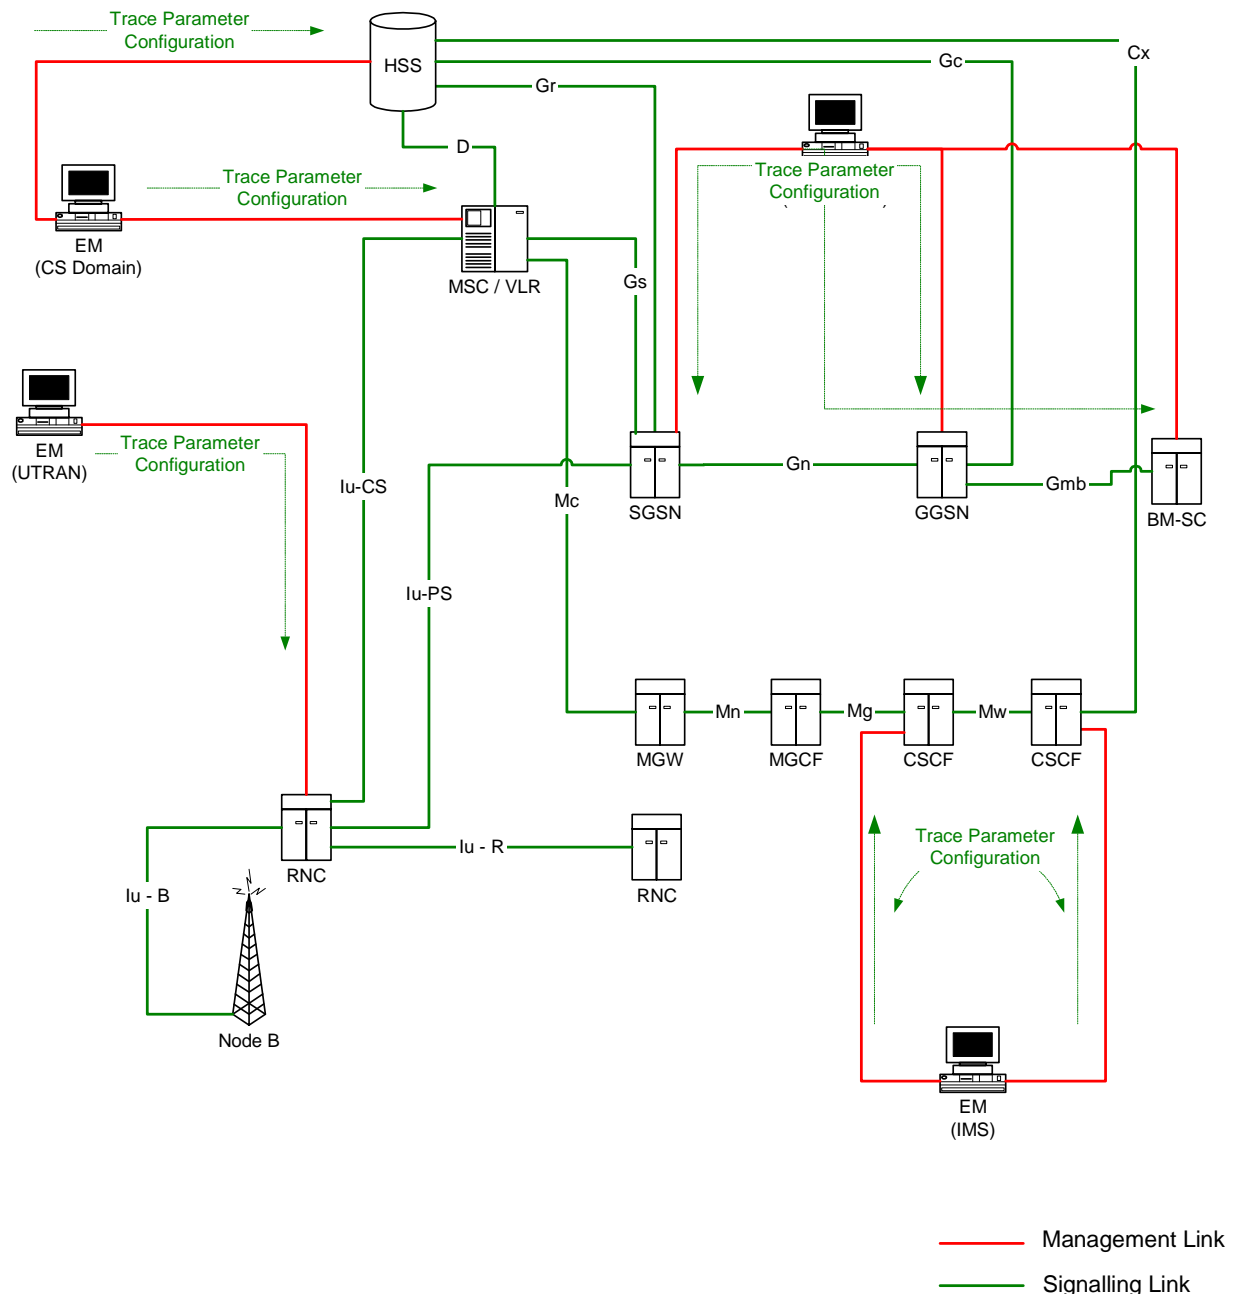 Trace Parameter
Configuration
HSS
Cx
Gc
Gr
D
Trace Parameter
Configuration
Trace Parameter
Configuration
EM
(CS Domain)
MSC / VLR
Gs
EM
(UTRAN)
Trace Parameter
Configuration
Iu-CS
Mc
SGSN
Gn
GGSN
Gmb
BM-SC
Iu-PS
Mn
Mg
Mw
MGW
MGCF
CSCF
CSCF
Iu - R
RNC
RNC
Iu - B
Trace Parameter
Configuration
Node B
EM
(IMS)
Management Link
Signalling Link